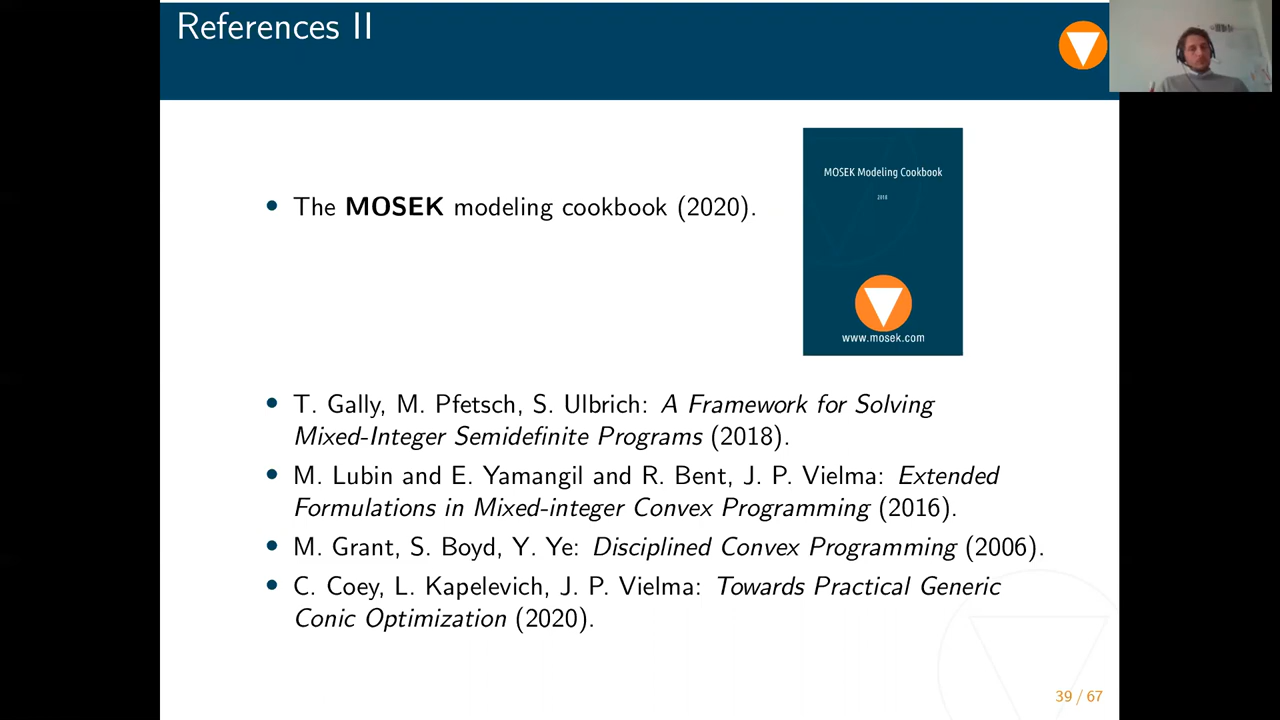 References II
• The MOSEK modeling cookbook (2020).
MOSEK Modeling Cookbook
2018
www.mosek.com
• T. Gally, M. Pfetsch, S. Ulbrich: A Framework for Solving
Mixed-Integer Semidefinite Programs (2018).
• M. Lubin and E. Yamangil and R. Bent, J. P. Vielma: Extended
Formulations in Mixed-integer Convex Programming (2016).
• M. Grant, S. Boyd, Y. Ye: Disciplined Convex Programming (2006).
• C. Coey, L. Kapelevich, J. P. Vielma: Towards Practical Generic
Conic Optimization (2020).
39 / 67